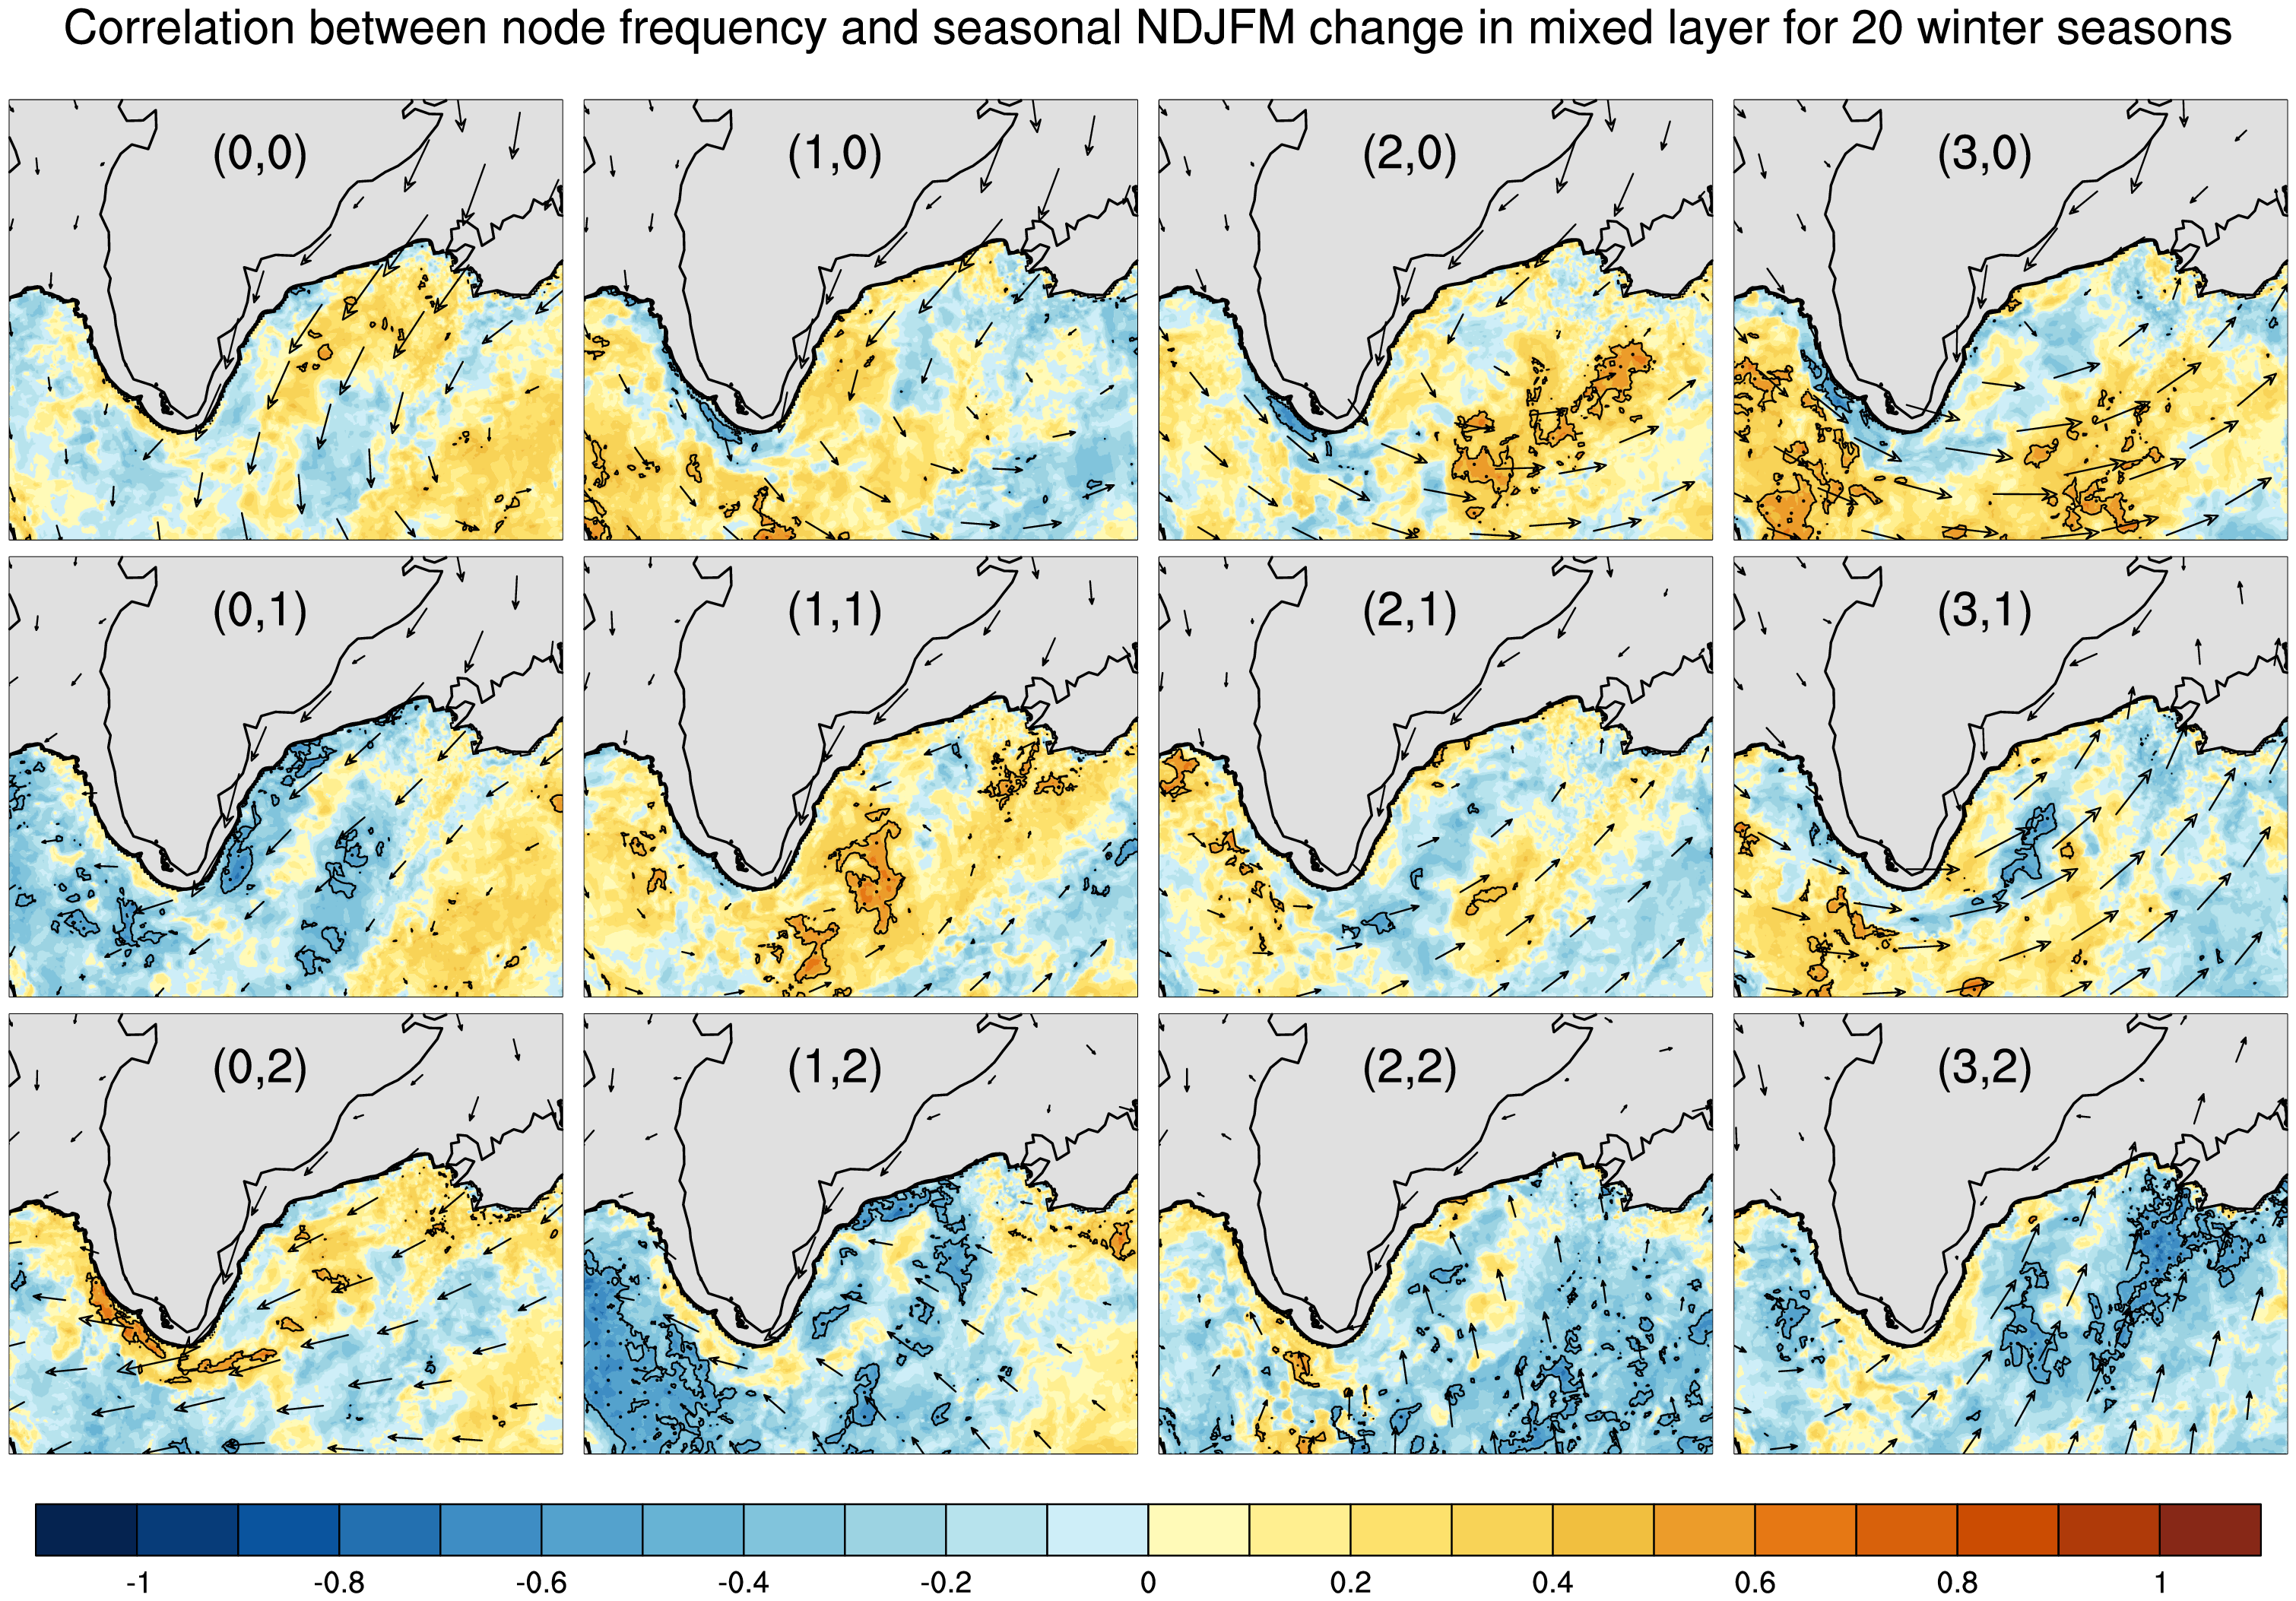 Correlation between node frequency and seasonal NDJFM change in mixed layer for 20 winter seasons
(0,0) (1,0) (2,0) (3,0)
(0,1) (1,1) (2,1) (3,1)
(0,2) (1,2) (2,2) (3,2)
-1 -0.8 -0.6 -0.4 -0.2 0 0.2 0.4 0.6 0.8 1